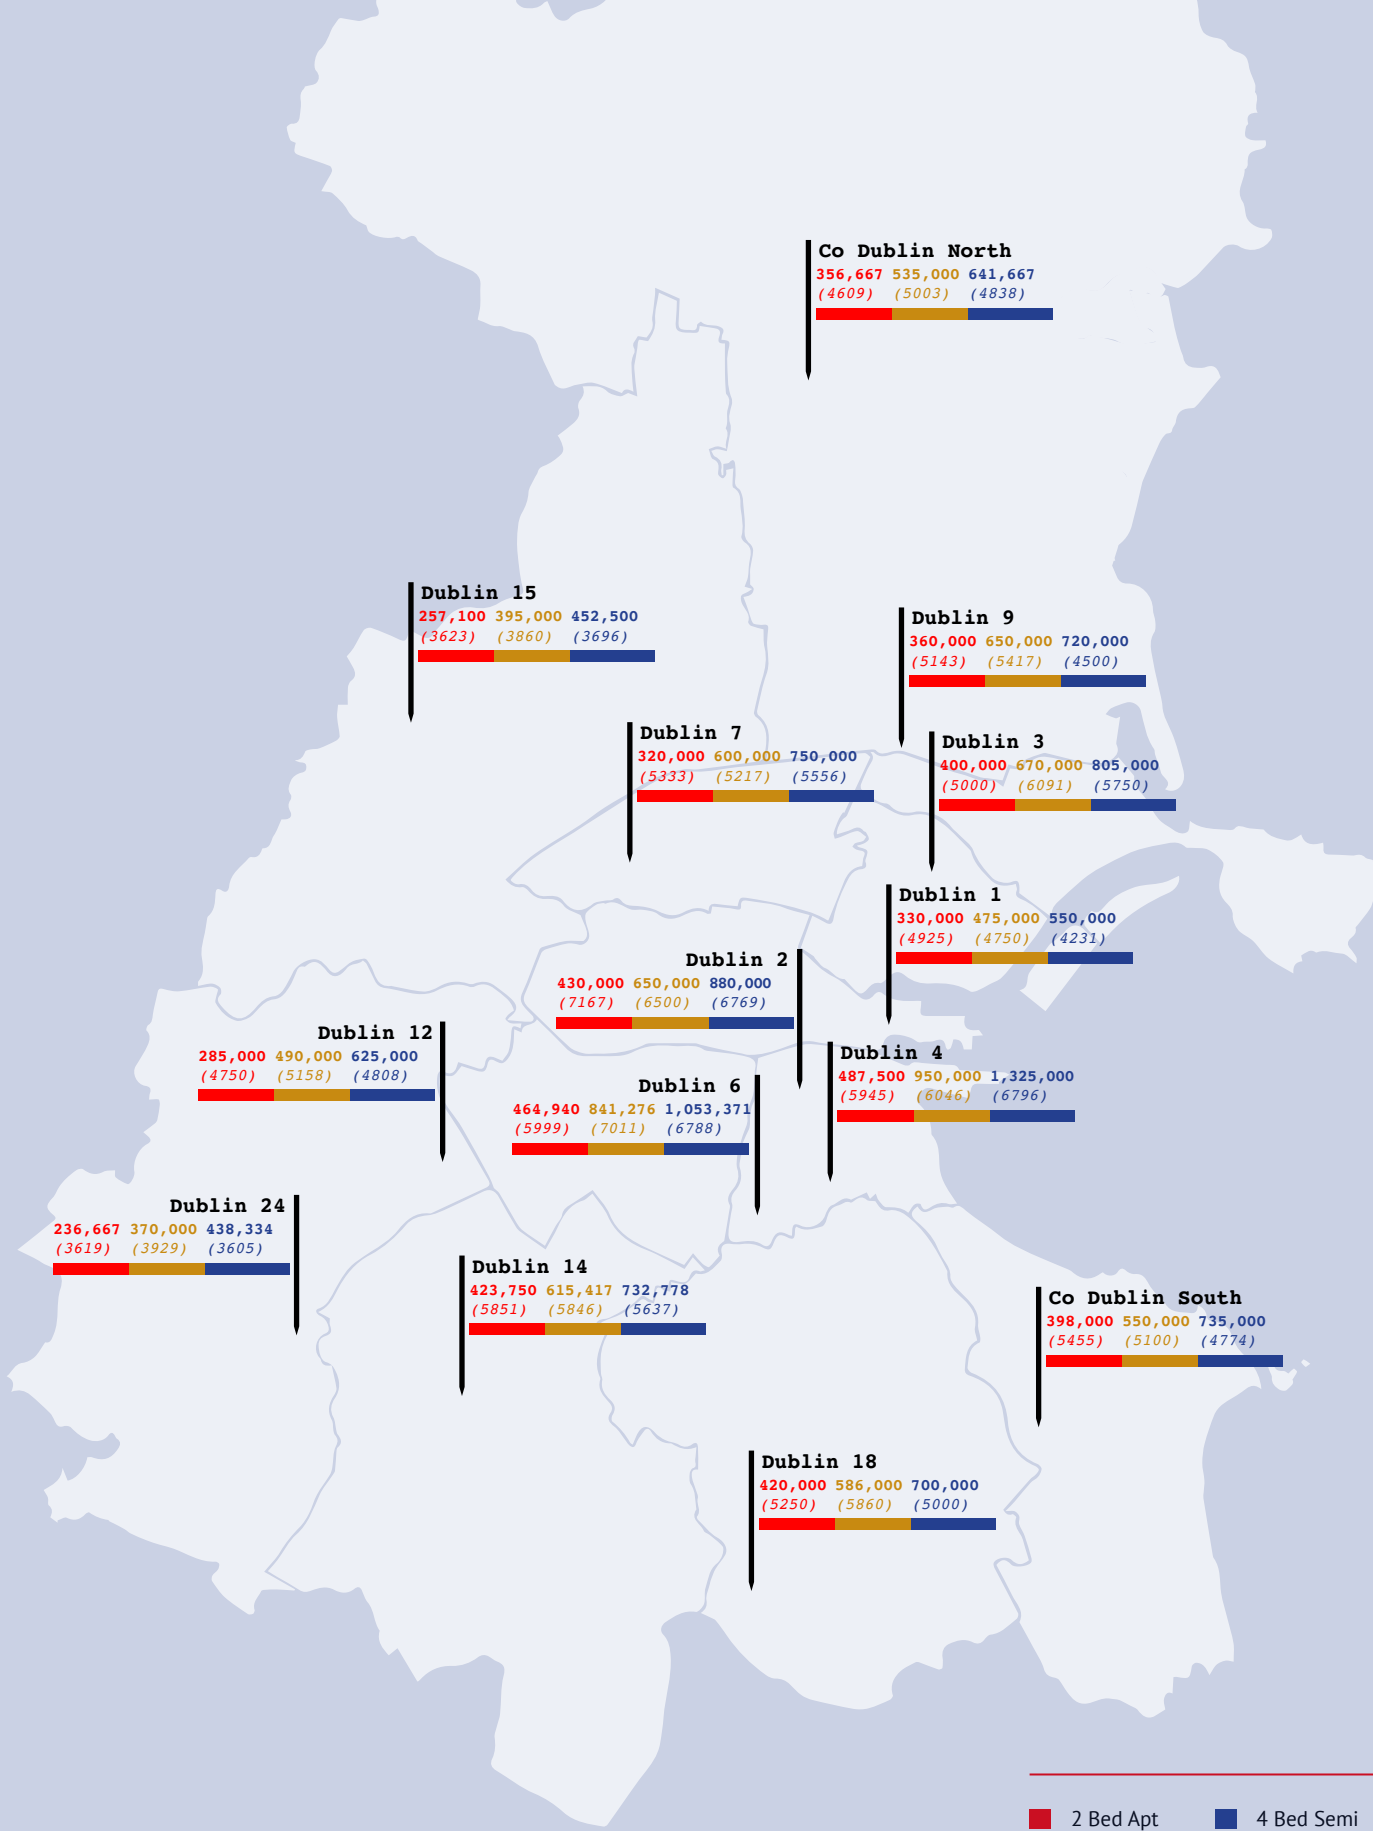 Co Dublin North
356,667 535,000 641,667
(4609) (5003) (4838)
Dublin 15
257,100 395,000 452,500
(3623) (3860) (3696)
Dublin 9
360,000 650,000 720,000
(5143) (5417) (4500)
Dublin 7
320,000 600,000 750,000
(5333) (5217) (5556)
Dublin 3
400,000 670,000 805,000
(5000) (6091) (5750)
Dublin 1
330,000 475,000 550,000
(4925) (4750) (4231)
Dublin 2
430,000 650,000 880,000
(7167) (6500) (6769)
Dublin 12
285,000 490,000 625,000
(4750) (5158) (4808)
Dublin 4
487,500 950,000 1,325,000
(5945) (6046) (6796)
Dublin 6
464,940 841,276 1,053,371
(5999) (7011) (6788)
Dublin 24
236,667 370,000 438,334
(3619) (3929) (3605)
Dublin 14
423,750 615,417 732,778
(5851) (5846) (5637)
Co Dublin South
398,000 550,000 735,000
(5455) (5100) (4774)
Dublin 18
420,000 586,000 700,000
(5250) (5860) (5000)
2 Bed Apt 4 Bed Semi